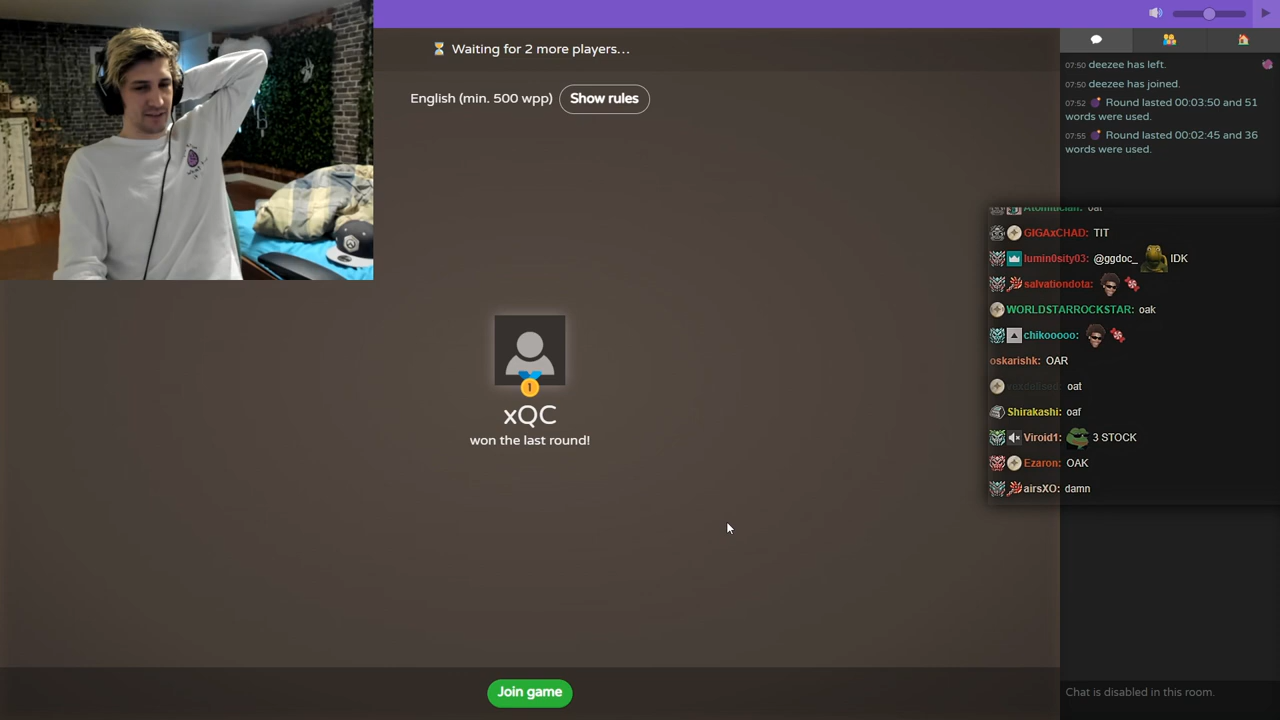 ⌛ Waiting for 2 more players…
English (min. 500 wpp) Show rules
1
xQC
won the last round!
Join game
07:50 deezee has left.
07:50 deezee has joined.
07:52 Round lasted 00:03:50 and 51
words were used.
07:55 Round lasted 00:02:45 and 36
words were used.
oat
GIGAxCHAD: TIT
lumin0sity03: @ggdoc_ IDK
salvationdota:
WORLDSTARROCKSTAR: oak
chikooooo:
oskarishk: OAR
oat
Shirakashi: oaf
Viroid1: 3 STOCK
Ezaron: OAK
airsXO: damn
Chat is disabled in this room.